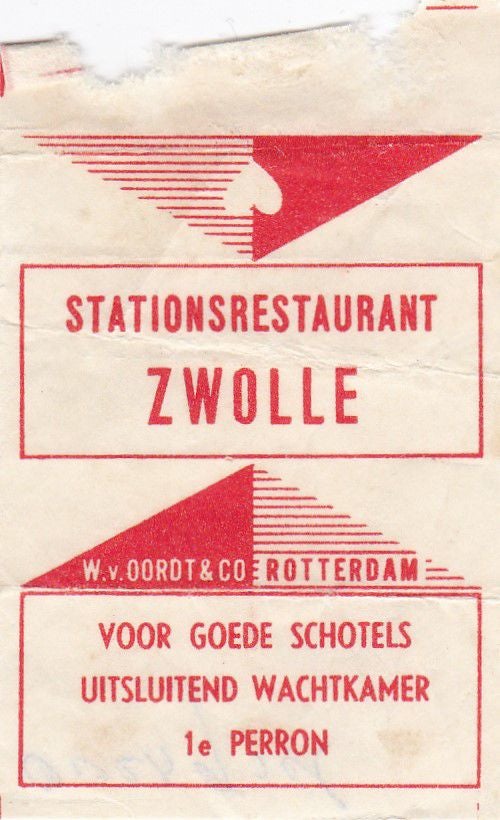 STATIONSRESTAURANT
ZWOLLE
W.v.OORDT & CO ROTTERDAM
VOOR GOEDE SCHOTELS
UITSLUITEND WACHTKAMER
1e PERRON